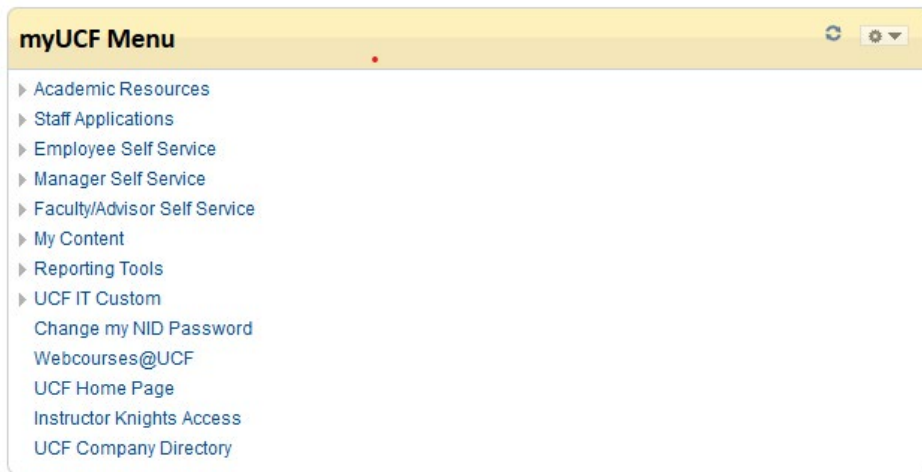 myUCF Menu
Academic Resources
Staff Applications
Employee Self Service
Manager Self Service
Faculty/Advisor Self Service
My Content
Reporting Tools
UCF IT Custom
Change my NID Password
Webcourses@UCF
UCF Home Page
Instructor Knights Access
UCF Company Directory